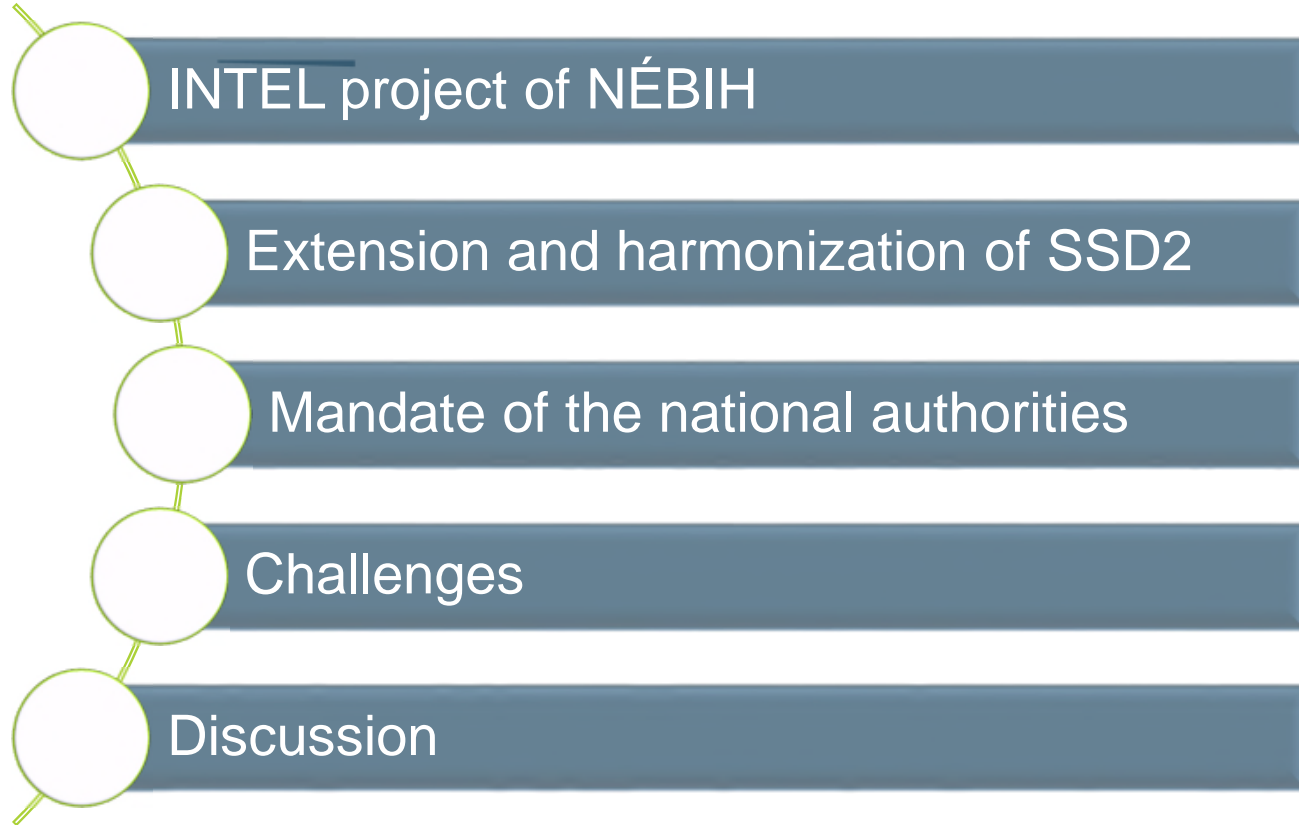 INTEL project of NÉBIH
Extension and harmonization of SSD2
Mandate of the national authorities
Challenges
Discussion